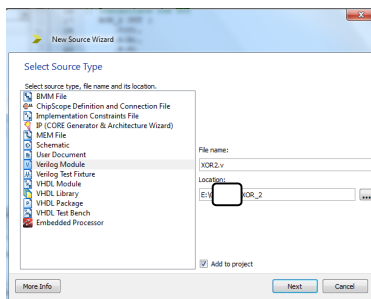 New Source Wizard
Select Source Type
Select source type, file name and its location.
BMM File
ChipScope Definition and Connection File
Implementation Constraints File
IP (CORE Generator & Architecture Wizard)
MEM File
Schematic
User Document
Verilog Module
Verilog Test Fixture
VHDL Module
VHDL Library
VHDL Package
VHDL Test Bench
Embedded Processor
File name:
XOR2.v
Location:
E:\ XOR_2
...
Add to project
More Info
Next
Cancel